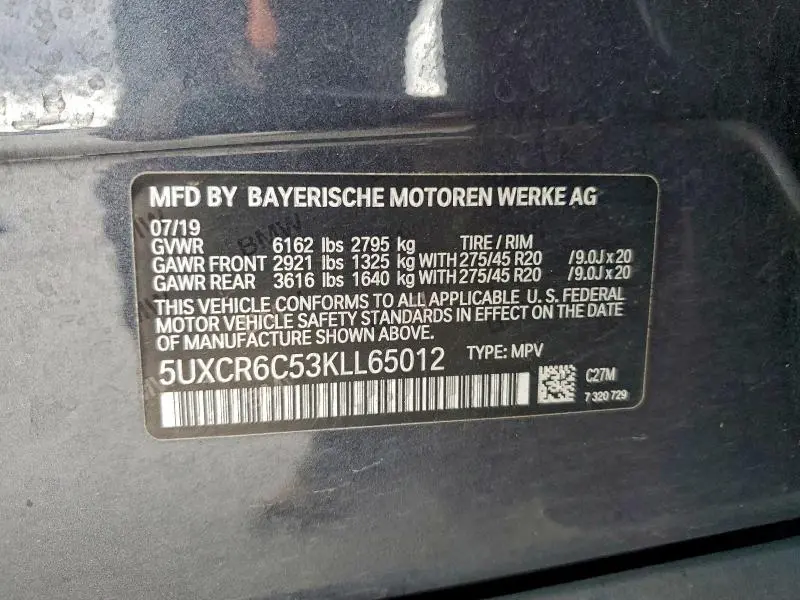 MFD BY BAYERISCHE MOTOREN WERKE AG
07/19
GVWR 6162 lbs 2795 kg TIRE / RIM
GAWR FRONT 2921 lbs 1325 kg WITH 275/45 R20 /9.0J x 20
GAWR REAR 3616 lbs 1640 kg WITH 275/45 R20 /9.0J x 20
THIS VEHICLE CONFORMS TO ALL APPLICABLE U. S. FEDERAL
MOTOR VEHICLE SAFETY STANDARDS IN EFFECT ON THE DATE
OF MANUFACTURE SHOWN ABOVE.
5UXCR6C53KLL65012 TYPE: MPV
C27M
7 320 729